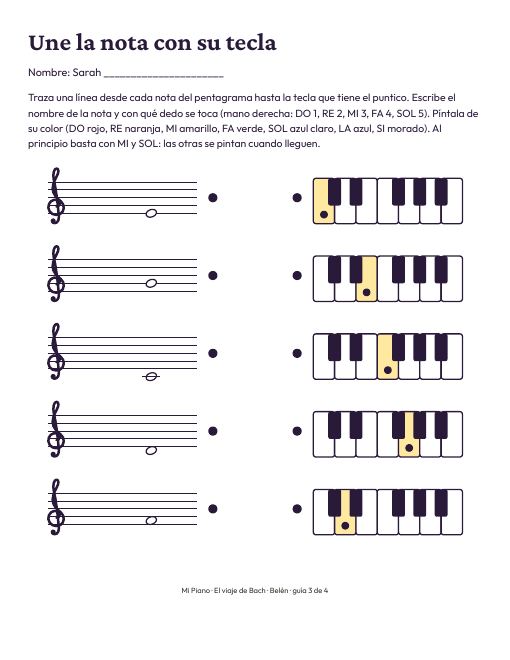 Une la nota con su tecla
Nombre: Sarah ______________________
Traza una línea desde cada nota del pentagrama hasta la tecla que tiene el puntico. Escribe el
nombre de la nota y con qué dedo se toca (mano derecha: DO 1, RE 2, MI 3, FA 4, SOL 5). Píntala de
su color (DO rojo, RE naranja, MI amarillo, FA verde, SOL azul claro, LA azul, SI morado). Al
principio basta con MI y SOL: las otras se pintan cuando lleguen.
Mi Piano · El viaje de Bach · Belén · guía 3 de 4